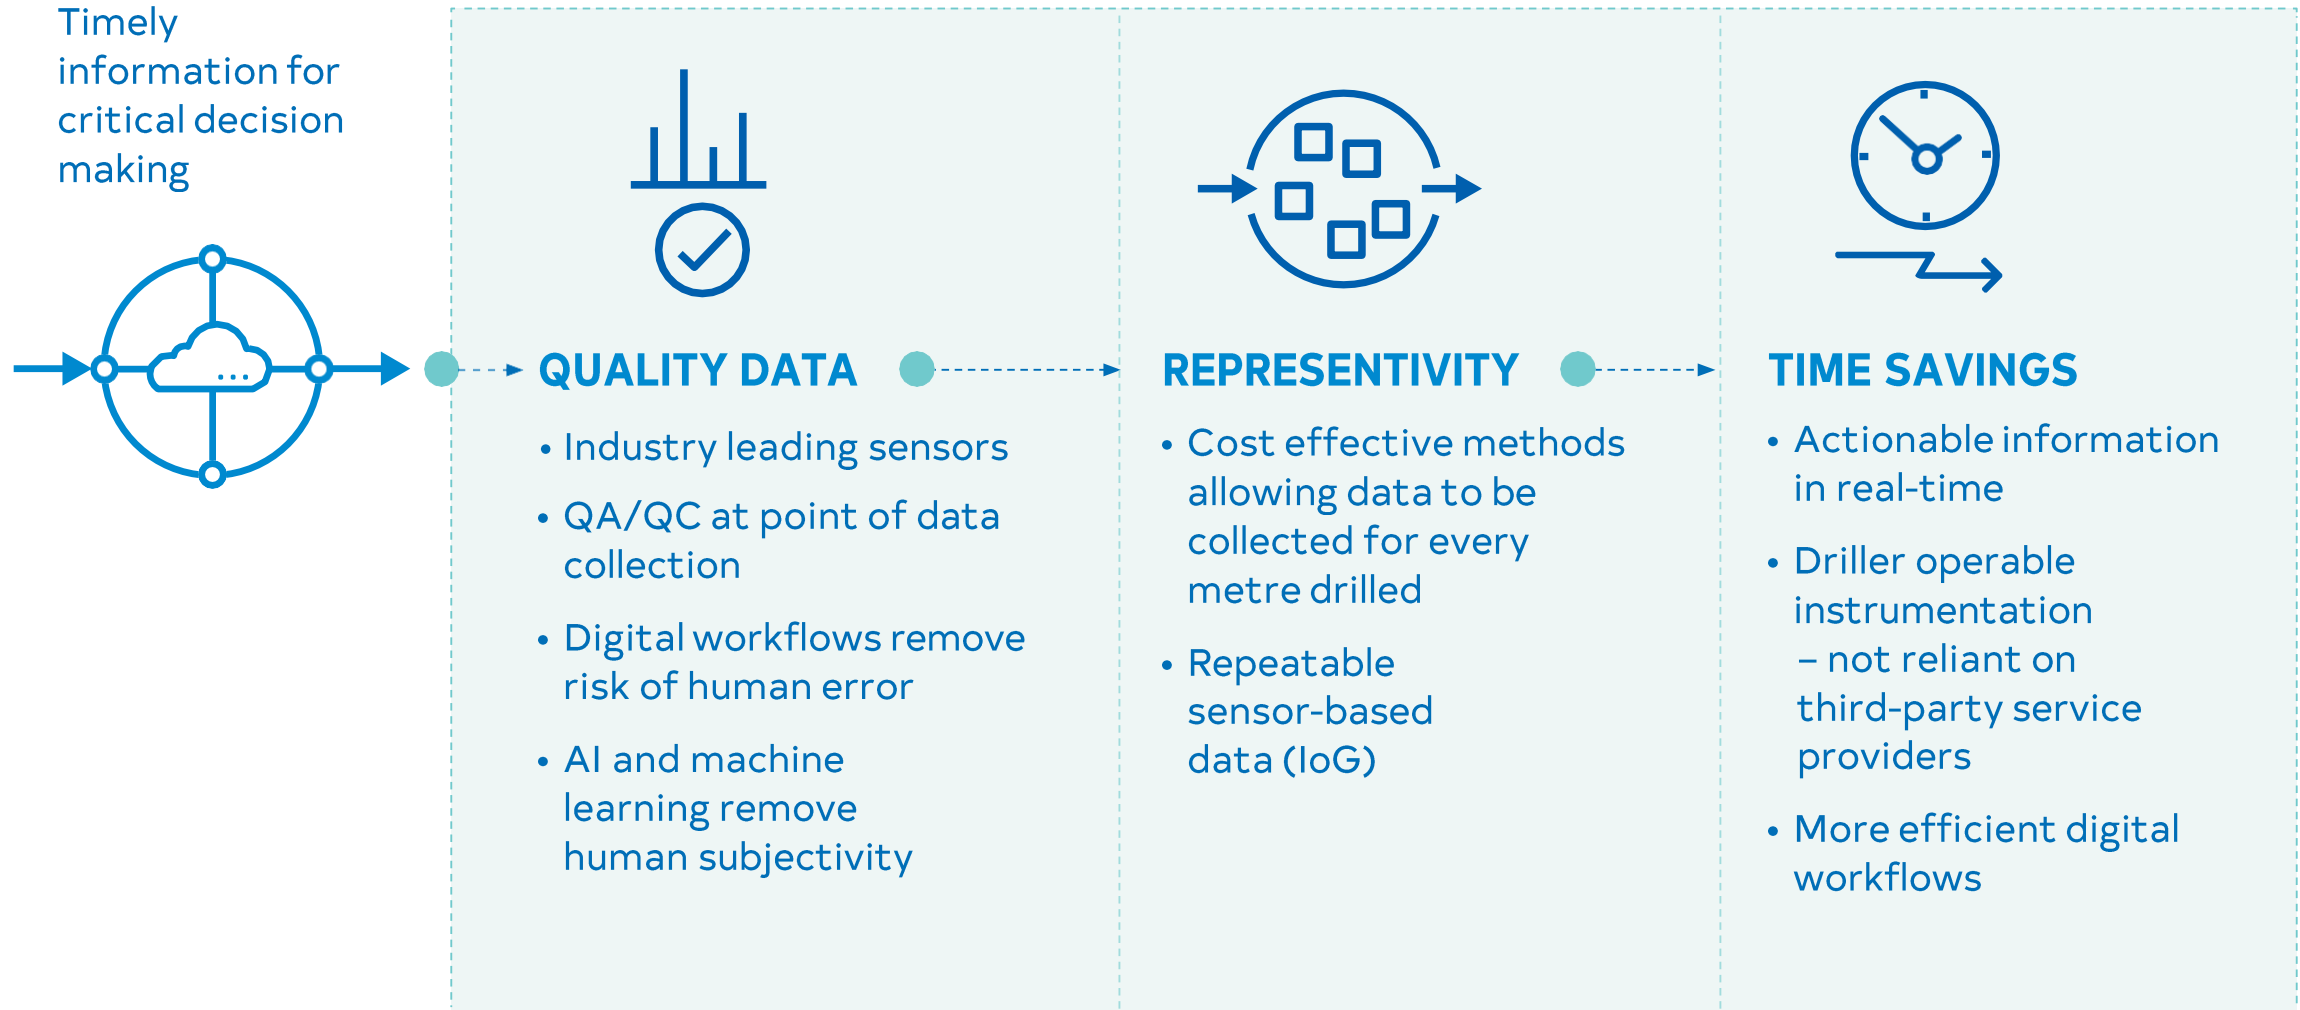 Timely
information for
critical decision
making
QUALITY DATA
• Industry leading sensors
• QA/QC at point of data
collection
• Digital workflows remove
risk of human error
• AI and machine
learning remove
human subjectivity
REPRESENTIVITY
• Cost effective methods
allowing data to be
collected for every
metre drilled
• Repeatable
sensor-based
data (IoG)
TIME SAVINGS
• Actionable information
in real-time
• Driller operable
instrumentation
– not reliant on
third-party service
providers
• More efficient digital
workflows